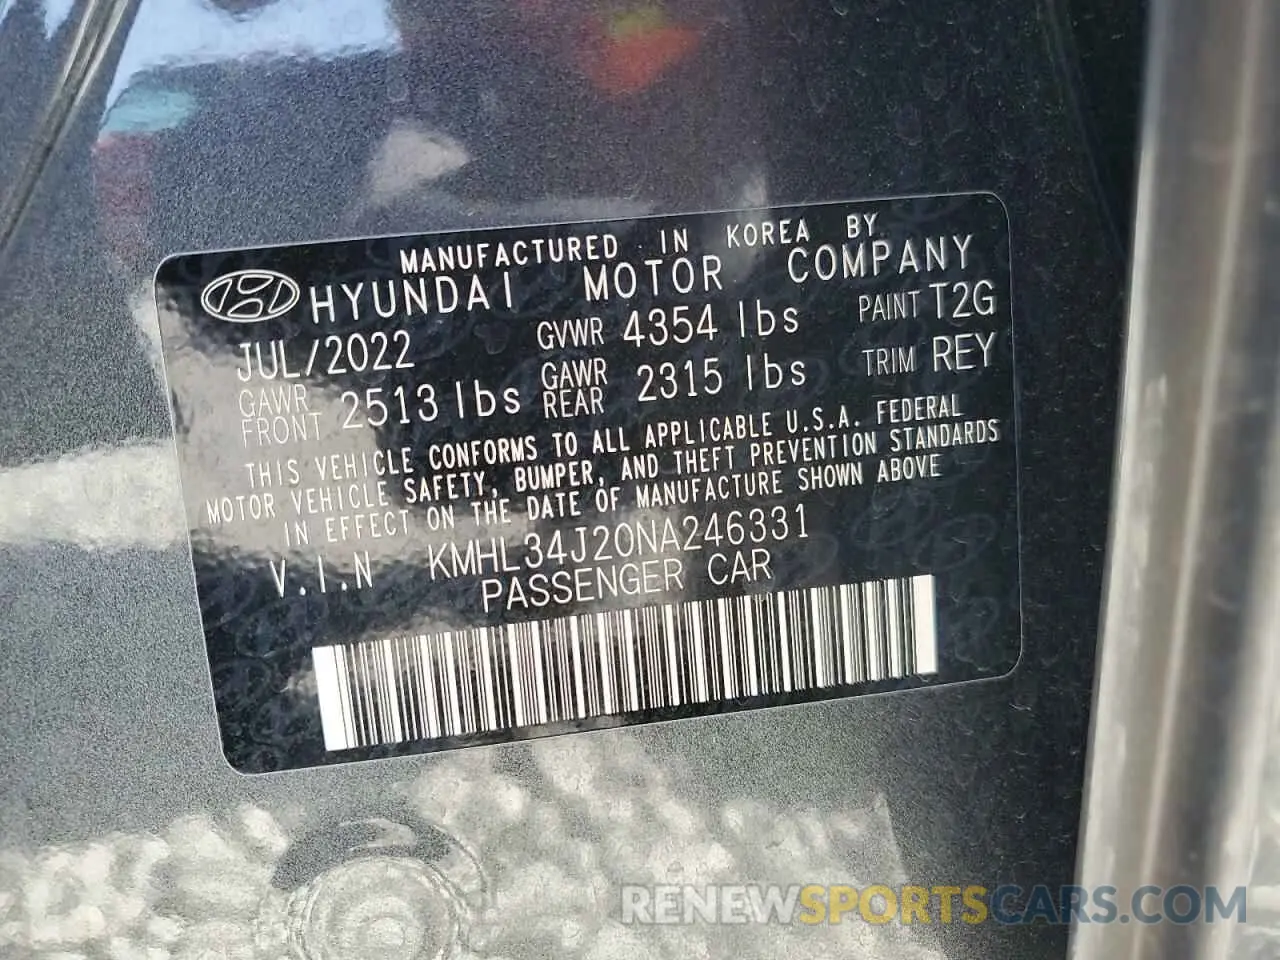 MANUFACTURED IN KOREA BY
HYUNDAI MOTOR COMPANY
JUL/2022 GVWR 4354 lbs PAINT T2G
GAWR FRONT 2513 lbs GAWR REAR 2315 lbs TRIM REY
THIS VEHICLE CONFORMS TO ALL APPLICABLE U.S.A. FEDERAL
MOTOR VEHICLE SAFETY, BUMPER, AND THEFT PREVENTION STANDARDS
IN EFFECT ON THE DATE OF MANUFACTURE SHOWN ABOVE
V.I.N KMHL34J20NA246331
PASSENGER CAR
RENEWSPORTSCARS.COM